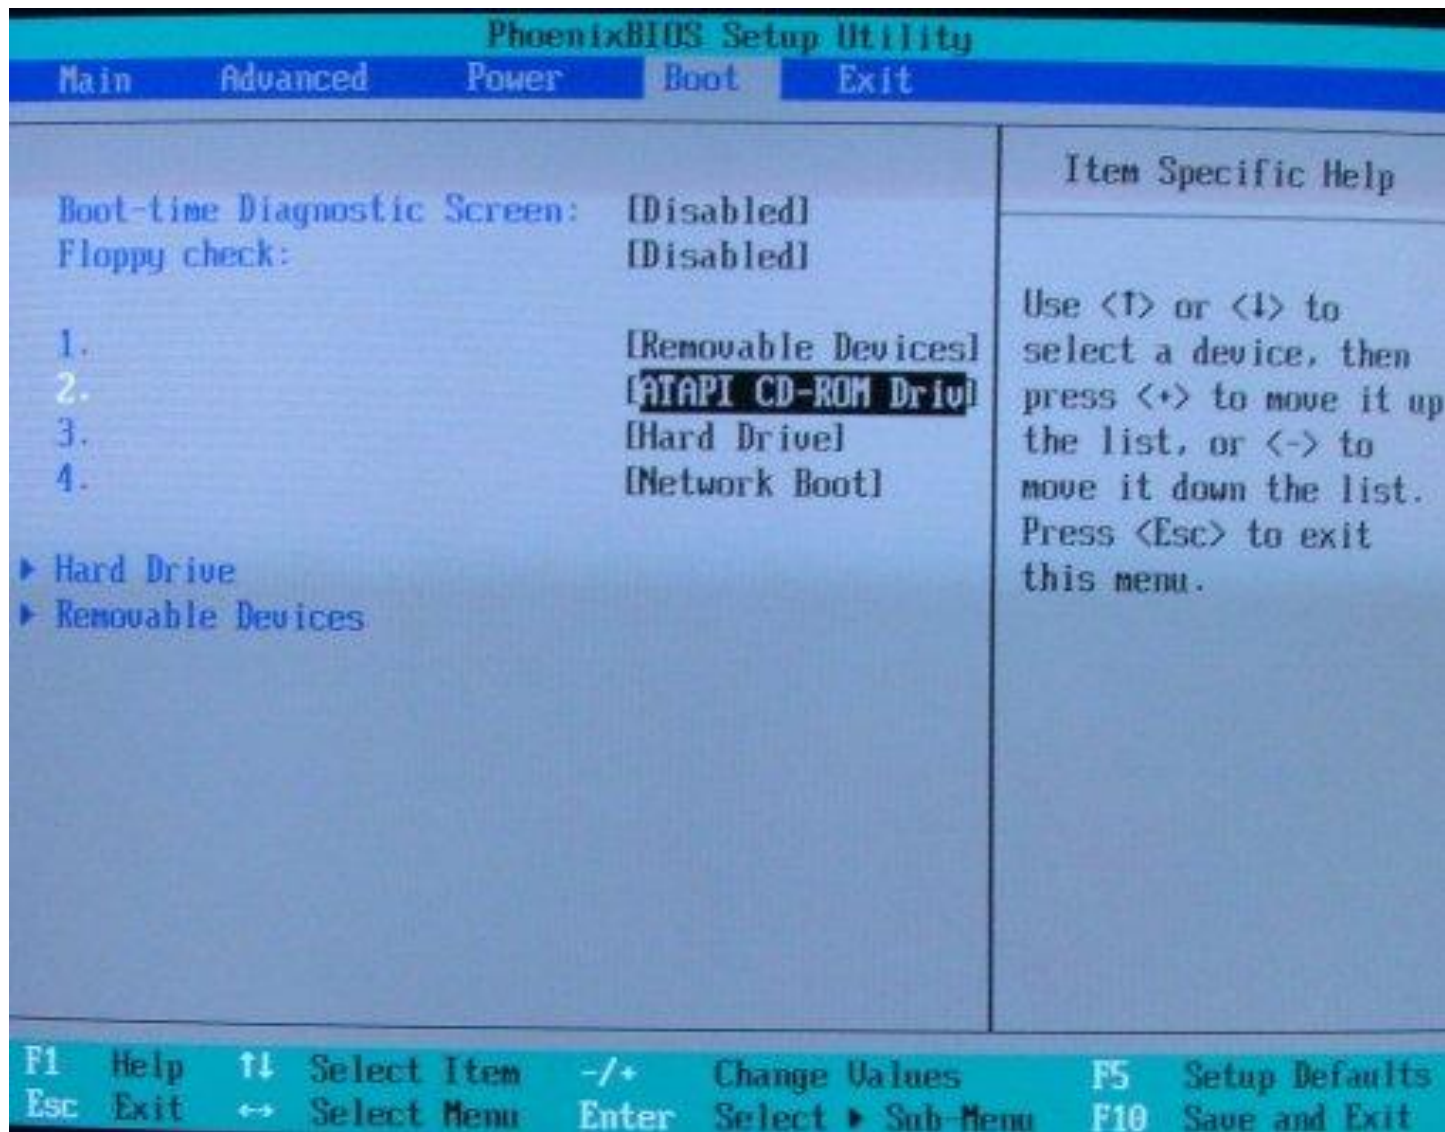 PhoenixBIOS Setup Utility
Main Advanced Power Boot Exit
Item Specific Help
Boot-time Diagnostic Screen: [Disabled]
Floppy check: [Disabled]
1. [Removable Devices]
2. [ATAPI CD-ROM Driv]
3. [Hard Drive]
4. [Network Boot]
▶ Hard Drive
▶ Removable Devices
Use <↑> or <↓> to
select a device, then
press <+> to move it up
the list, or <-> to
move it down the list.
Press <Esc> to exit
this menu.
F1 Help ↑↓ Select Item -/+ Change Values F5 Setup Defaults
Esc Exit ↔ Select Menu Enter Select ▶ Sub-Menu F10 Save and Exit